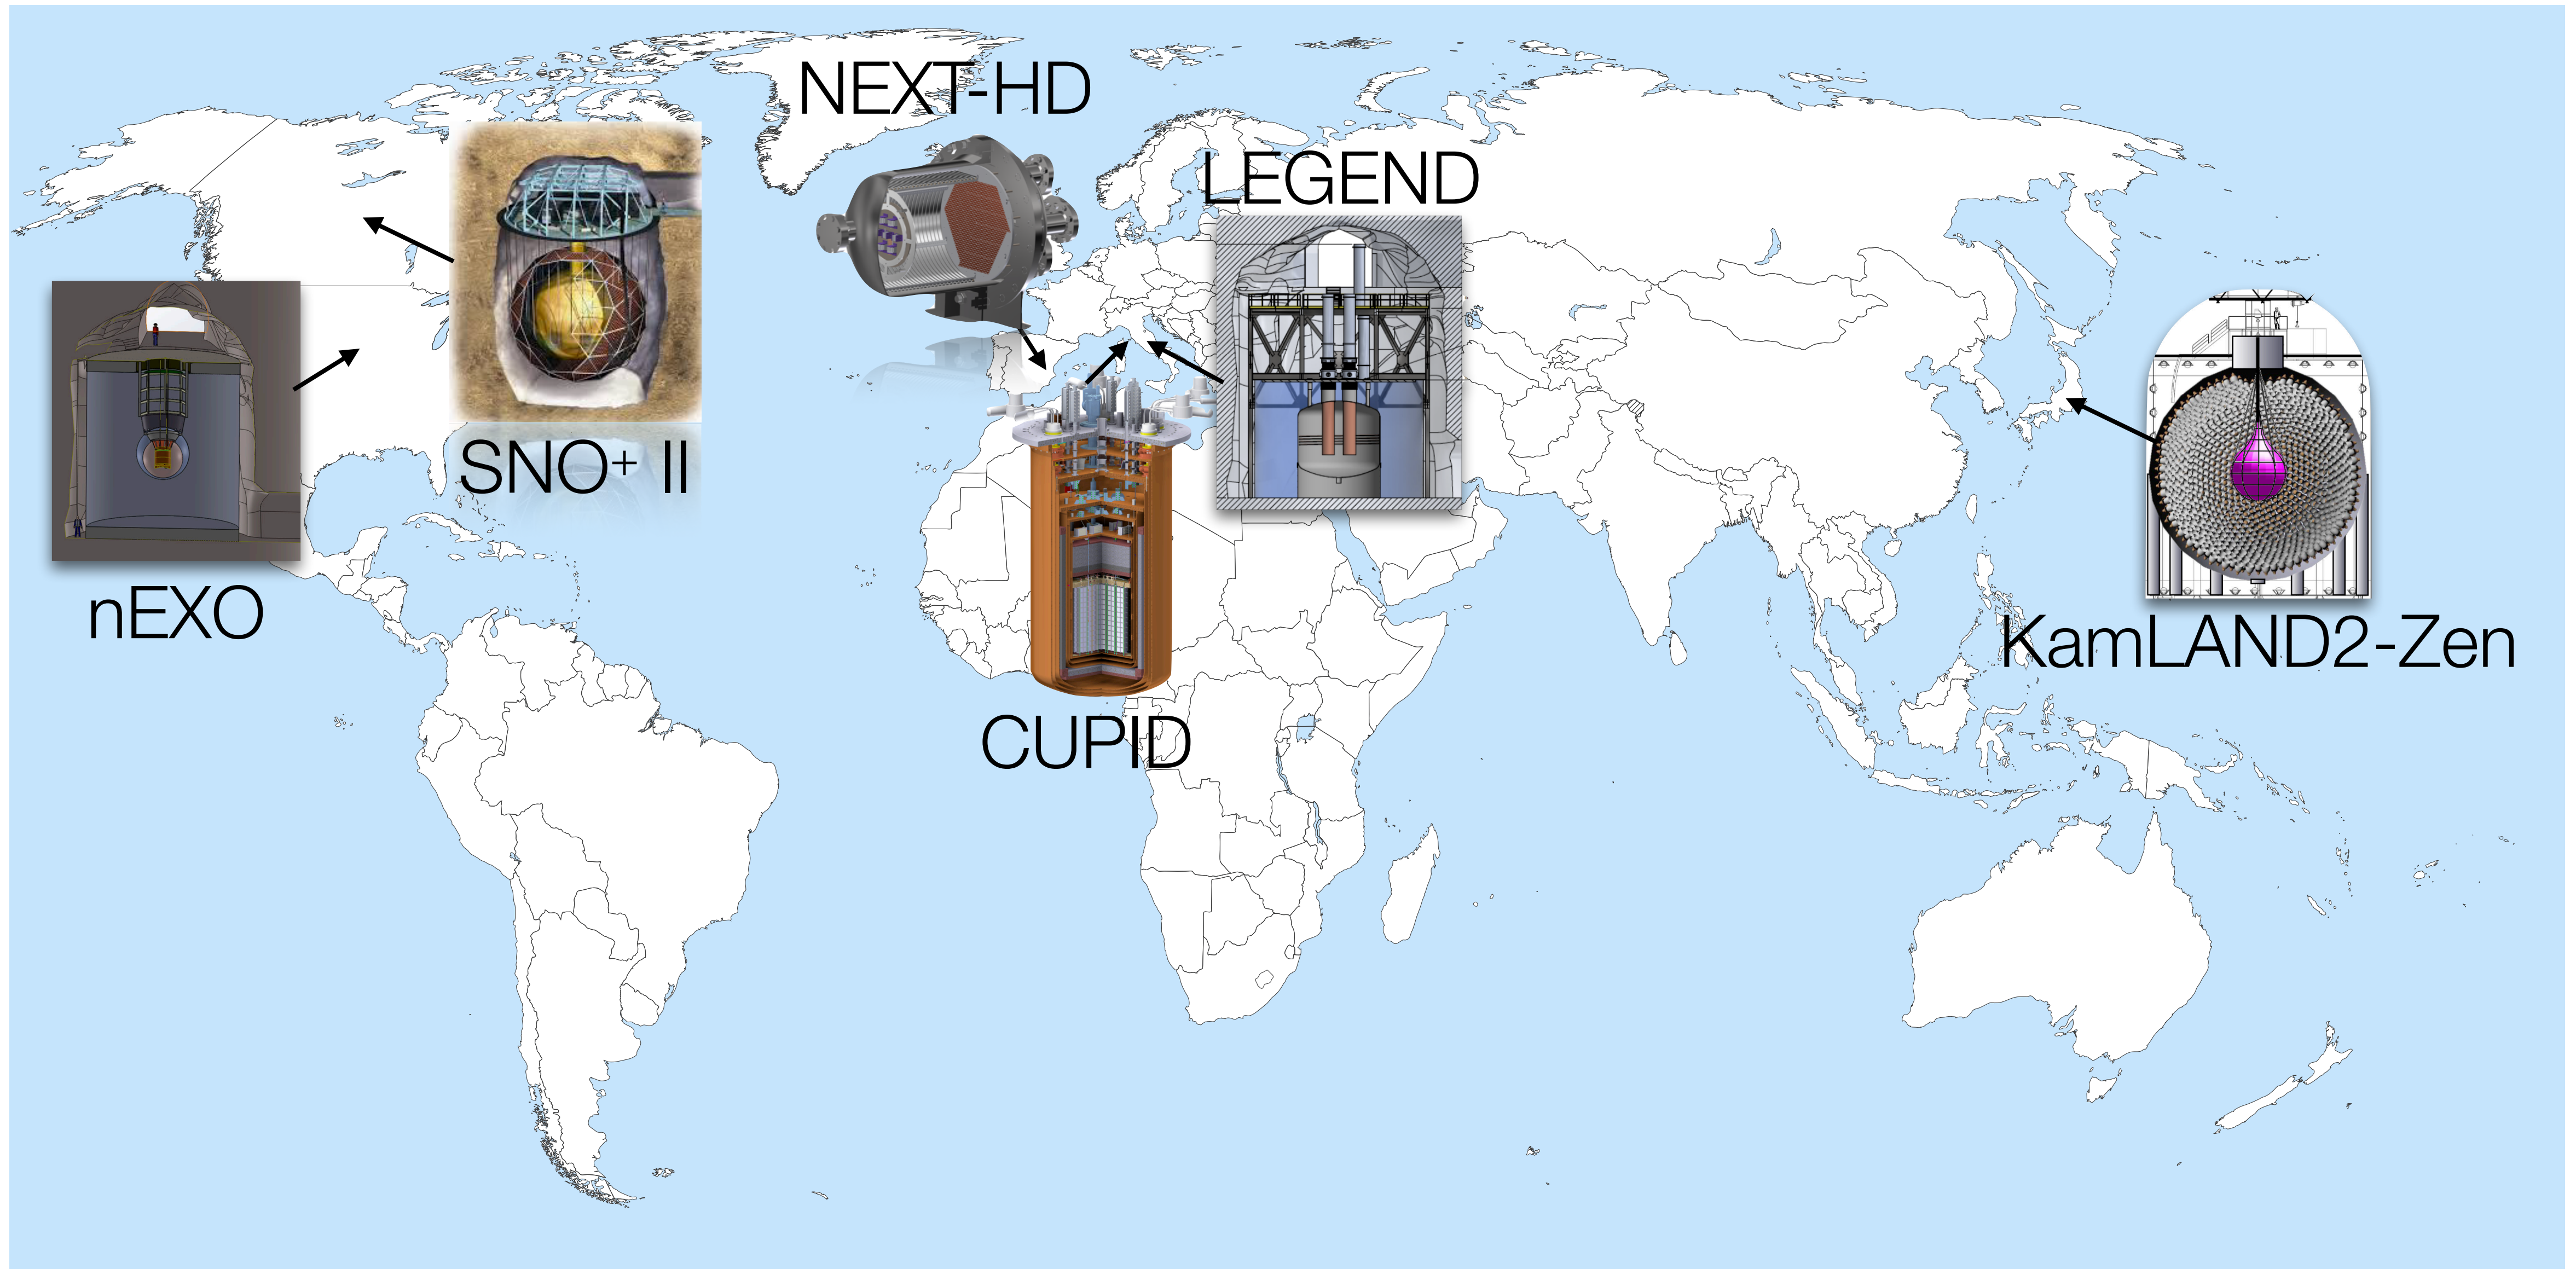 NEXT-HD
LEGEND
SNO⁺ II
nEXO
KamLAND2-Zen
CUPID